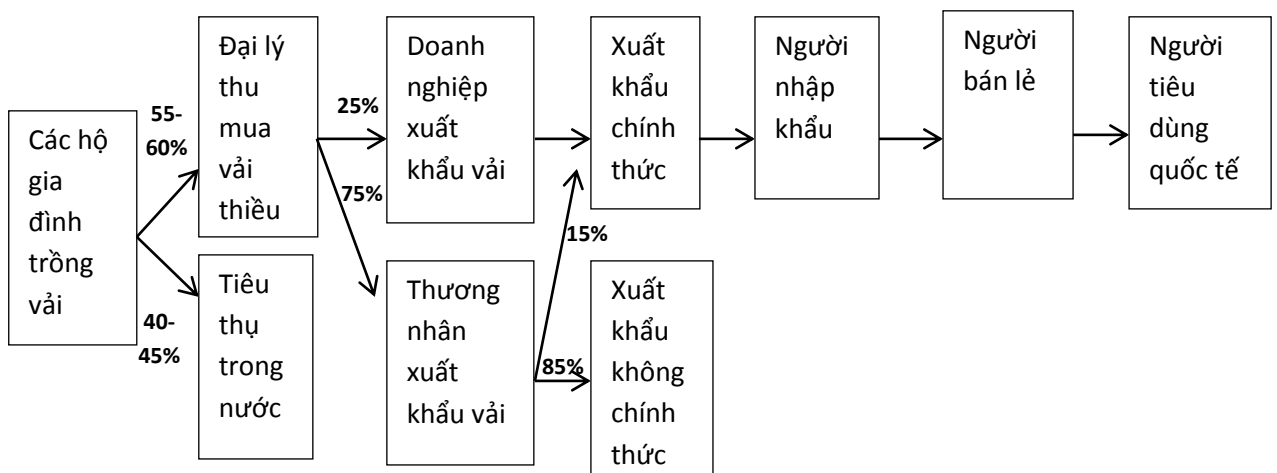 Các hộ
gia
đình
trồng
vải
55-
60%
40-
45%
Đại lý
thu
mua
vải
thiều
Tiêu
thụ
trong
nước
25%
75%
Doanh
nghiệp
xuất
khẩu vải
Thương
nhân
xuất
khẩu vải
15%
85%
Xuất
khẩu
chính
thức
Xuất
khẩu
không
chính
thức
Người
nhập
khẩu
Người
bán lẻ
Người
tiêu
dùng
quốc tế